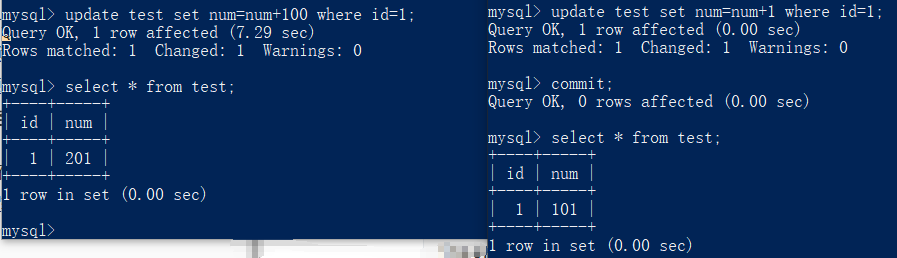 mysql> update test set num=num+100 where id=1;
Query OK, 1 row affected (7.29 sec)
Rows matched: 1  Changed: 1  Warnings: 0

mysql> select * from test;
+----+-----+
| id | num |
+----+-----+
|  1 | 201 |
+----+-----+
1 row in set (0.00 sec)

mysql>
mysql> update test set num=num+1 where id=1;
Query OK, 1 row affected (0.00 sec)
Rows matched: 1  Changed: 1  Warnings: 0

mysql> commit;
Query OK, 0 rows affected (0.00 sec)

mysql> select * from test;
+----+-----+
| id | num |
+----+-----+
|  1 | 101 |
+----+-----+
1 row in set (0.00 sec)